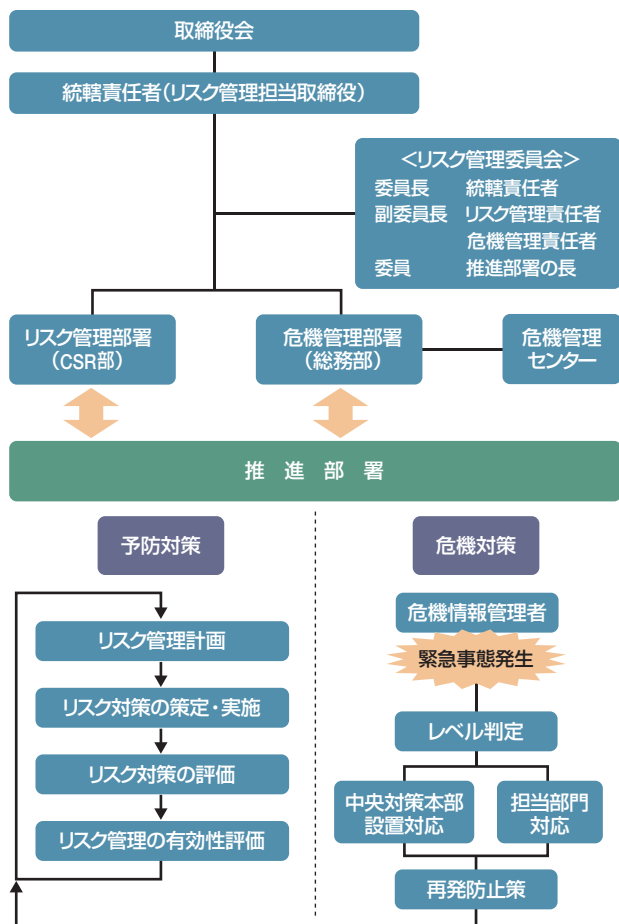 取締役会
統轄責任者(リスク管理担当取締役)
＜リスク管理委員会＞
委員長 統轄責任者
副委員長 リスク管理責任者
危機管理責任者
委員 推進部署の長
リスク管理部署
(CSR部)
危機管理部署
(総務部)
危機管理
センター
推進部署
予防対策
危機対策
リスク管理計画
リスク対策の策定・実施
リスク対策の評価
リスク管理の有効性評価
危機情報管理者
緊急事態発生
レベル判定
中央対策本部
設置対応
担当部門
対応
再発防止策